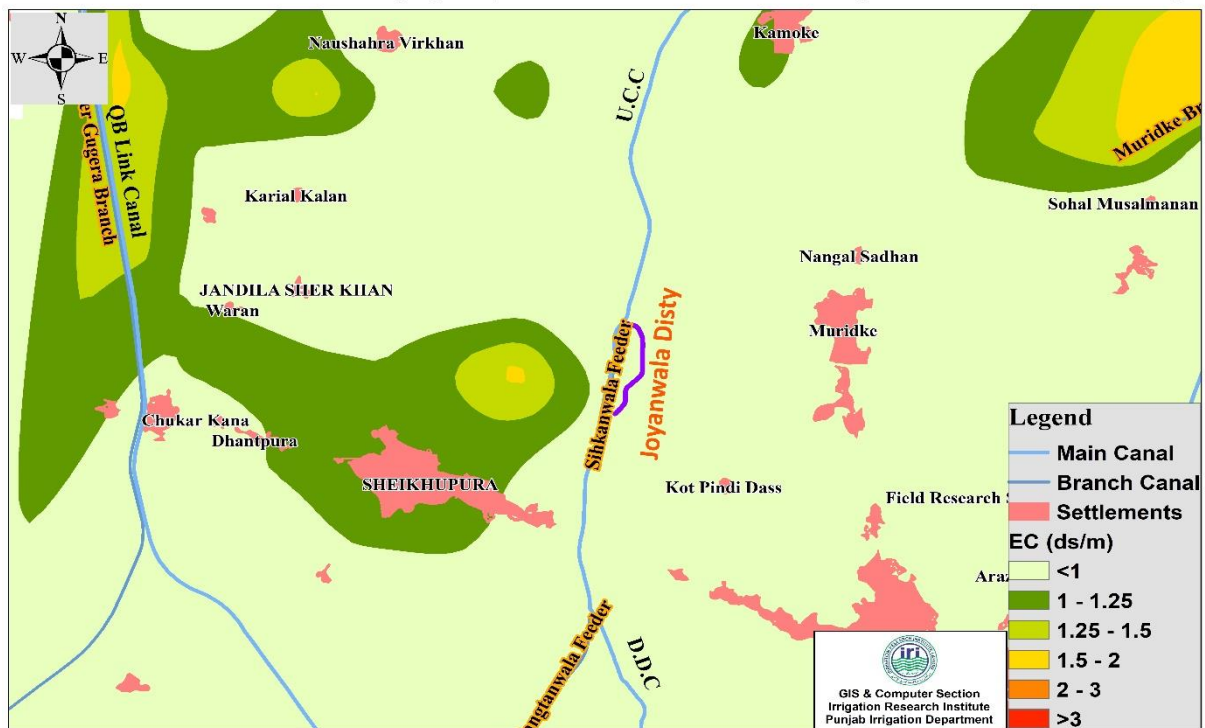 N
W E
S
Naushahra Virkhan
Kamoke
U.C.C
QB Link Canal
er Gugera Branch
Muridke Br
Karial Kalan
Sohal Musalmanan
Nangal Sadhan
JANDILA SHER KHAN
Waran
Muridke
Sihkanwala Feeder
Joyanwala Disty
Chukar Kana
Dhantpura
SHEIKHUPURA
Kot Pindi Dass
Field Research S
Araz
angtanwala Feeder
D.D.C
Legend
Main Canal
Branch Canal
Settlements
EC (ds/m)
<1
1 - 1.25
1.25 - 1.5
1.5 - 2
2 - 3
>3
iri
GIS & Computer Section
Irrigation Research Institute
Punjab Irrigation Department